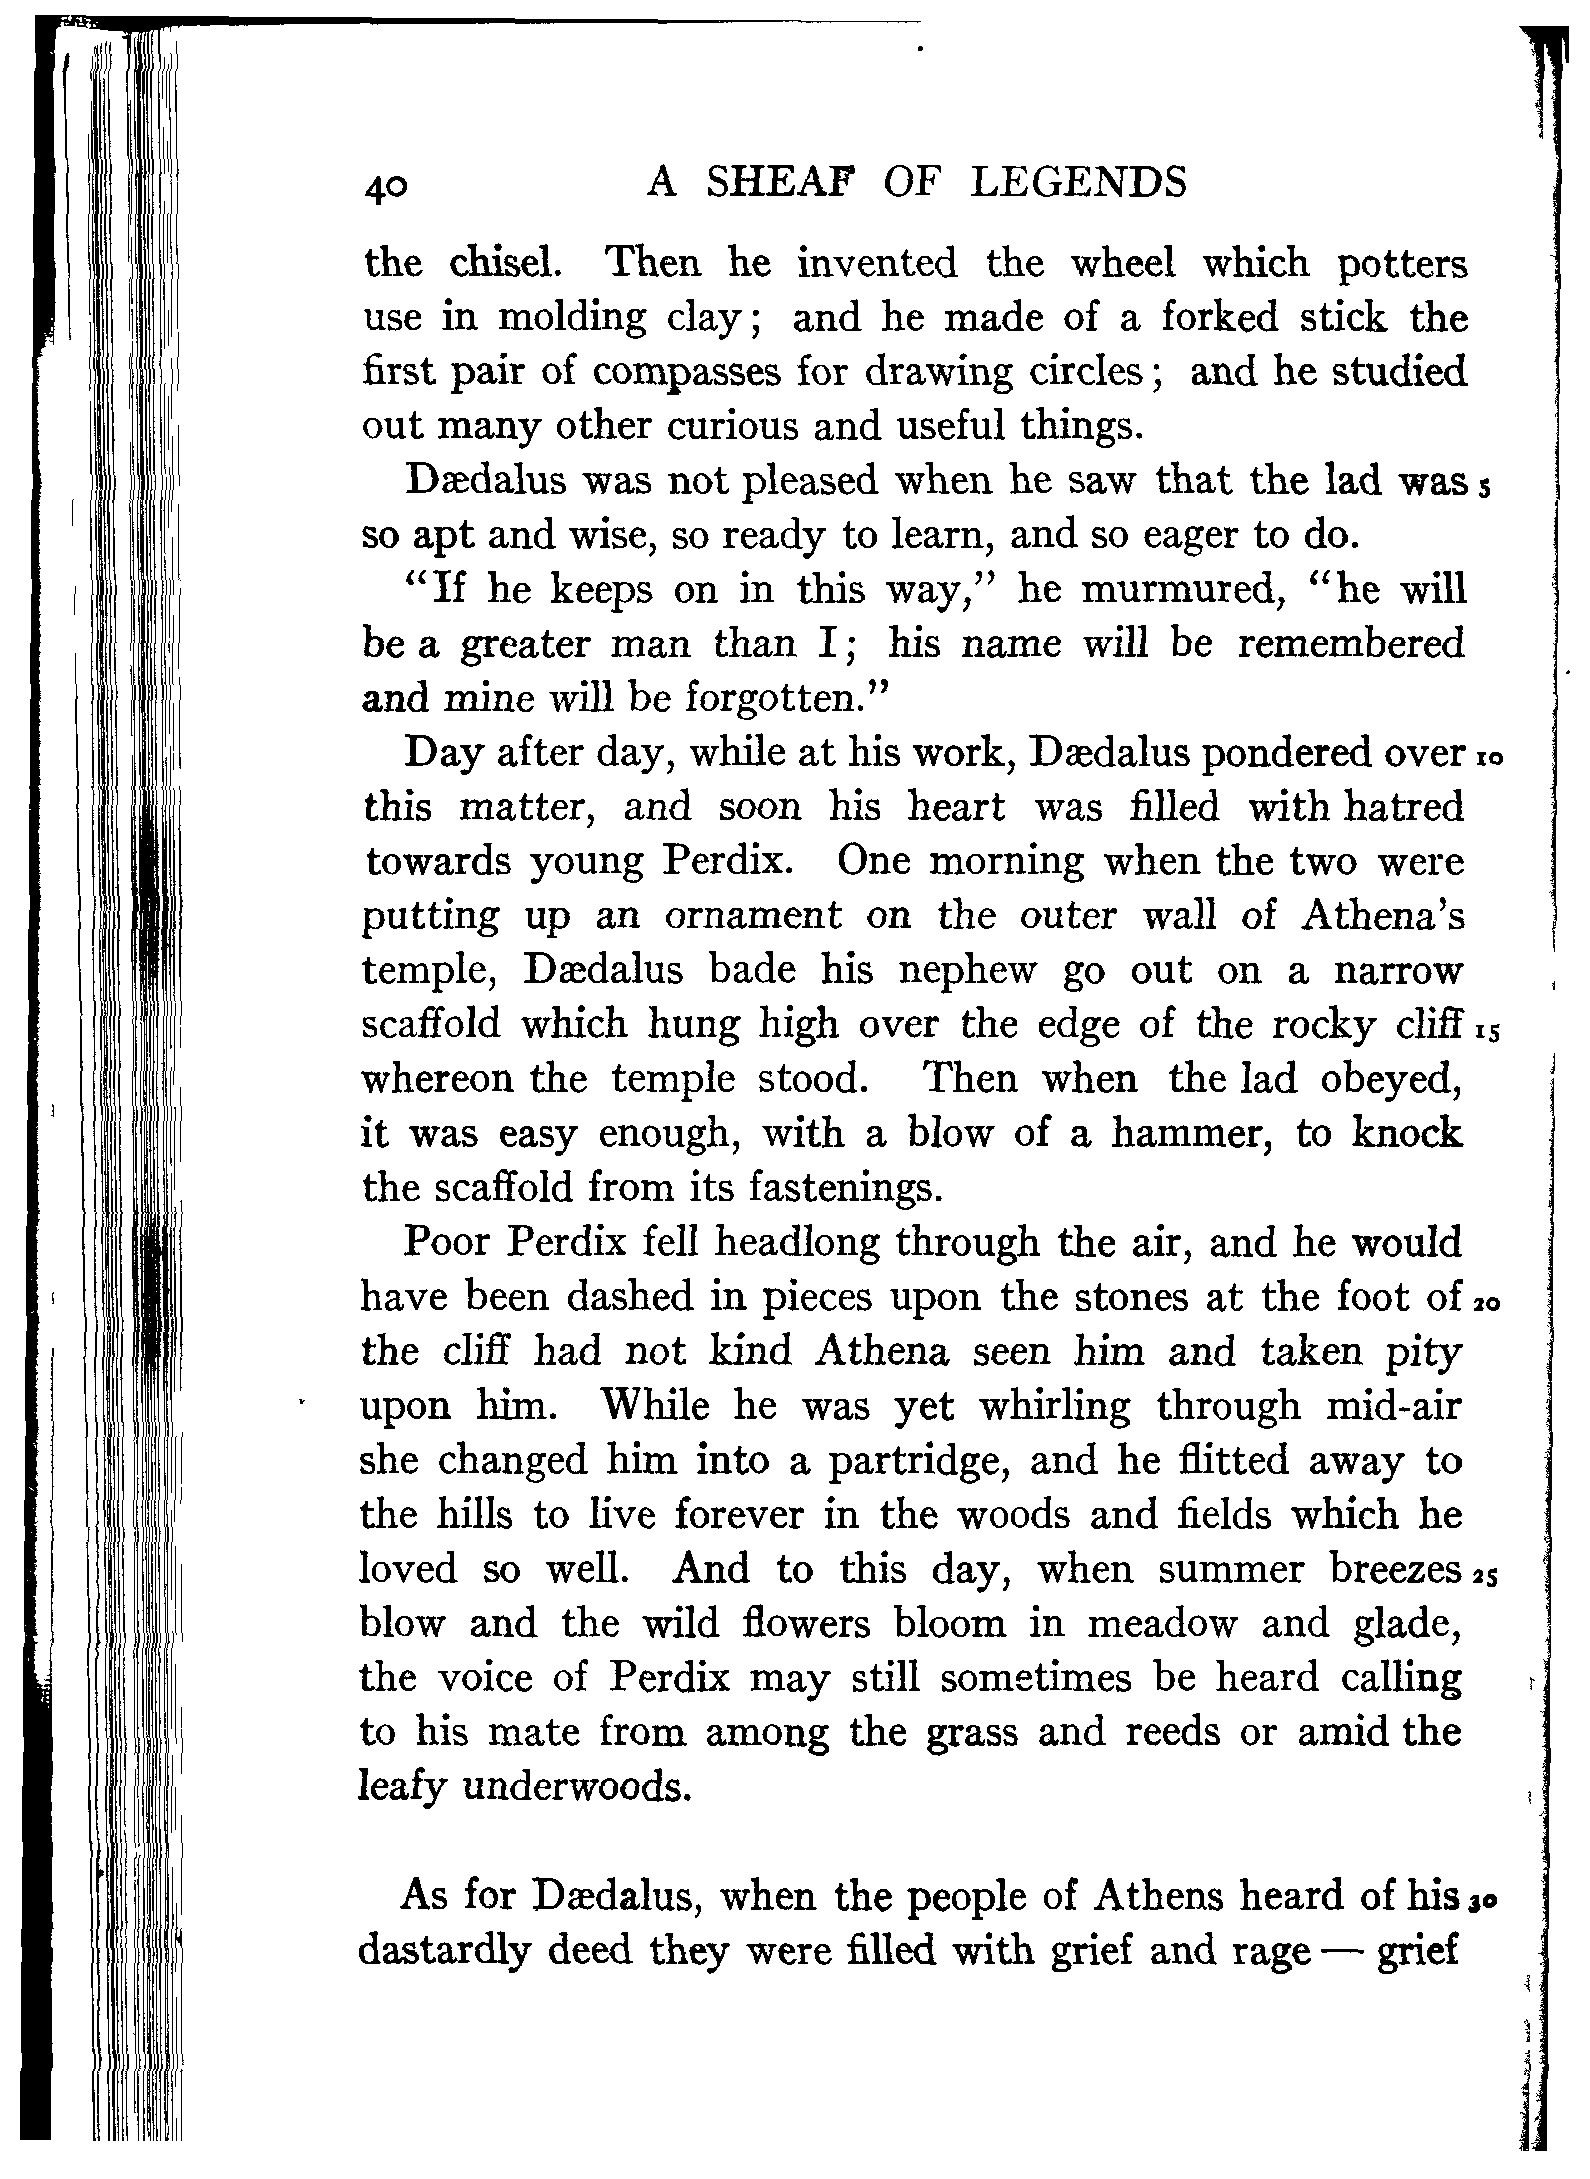 40 A SHEAF OF LEGENDS
the chisel. Then he invented the wheel which potters
use in molding clay; and he made of a forked stick the
first pair of compasses for drawing circles; and he studied
out many other curious and useful things.
Dædalus was not pleased when he saw that the lad was 5
so apt and wise, so ready to learn, and so eager to do.
"If he keeps on in this way," he murmured, "he will
be a greater man than I; his name will be remembered
and mine will be forgotten."
Day after day, while at his work, Dædalus pondered over 10
this matter, and soon his heart was filled with hatred
towards young Perdix. One morning when the two were
putting up an ornament on the outer wall of Athena's
temple, Dædalus bade his nephew go out on a narrow
scaffold which hung high over the edge of the rocky cliff 15
whereon the temple stood. Then when the lad obeyed,
it was easy enough, with a blow of a hammer, to knock
the scaffold from its fastenings.
Poor Perdix fell headlong through the air, and he would
have been dashed in pieces upon the stones at the foot of 20
the cliff had not kind Athena seen him and taken pity
upon him. While he was yet whirling through mid-air
she changed him into a partridge, and he flitted away to
the hills to live forever in the woods and fields which he
loved so well. And to this day, when summer breezes 25
blow and the wild flowers bloom in meadow and glade,
the voice of Perdix may still sometimes be heard calling
to his mate from among the grass and reeds or amid the
leafy underwoods.
As for Dædalus, when the people of Athens heard of his 30
dastardly deed they were filled with grief and rage — grief